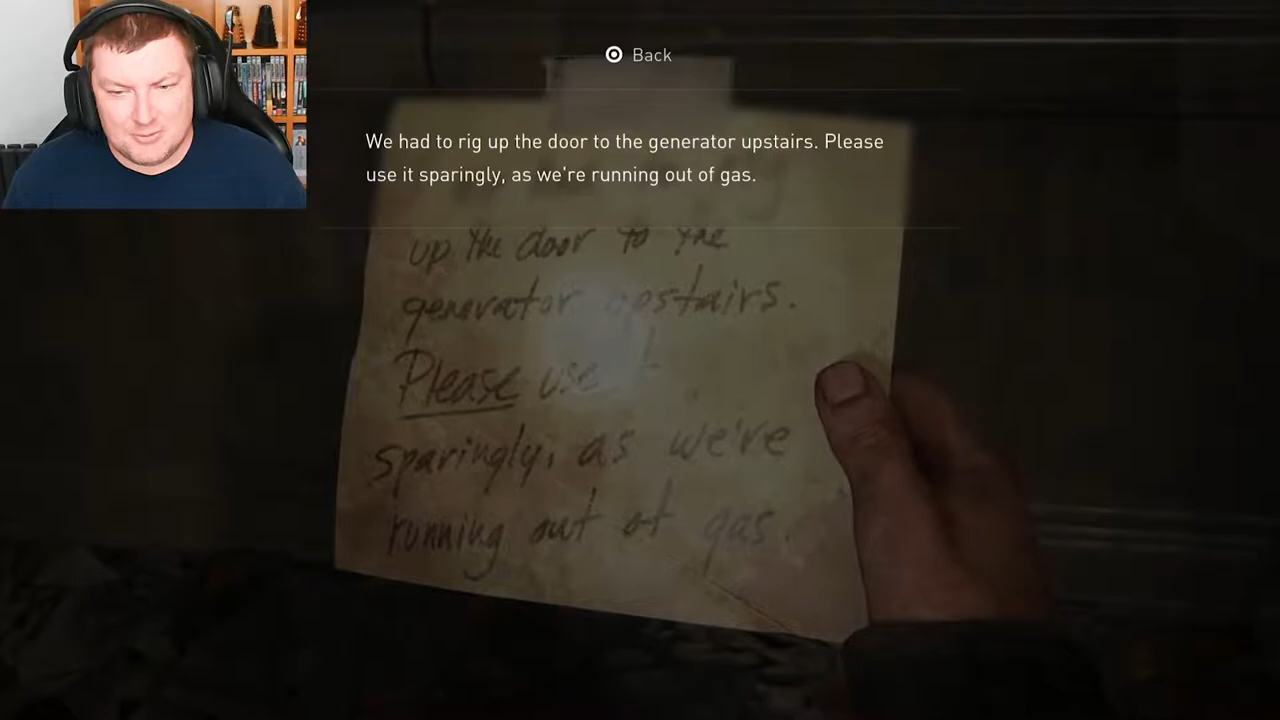 Back
We had to rig up the door to the generator upstairs. Please
use it sparingly, as we're running out of gas.
up the door to the
generator upstairs.
Please use
sparingly, as we're
running out of gas.